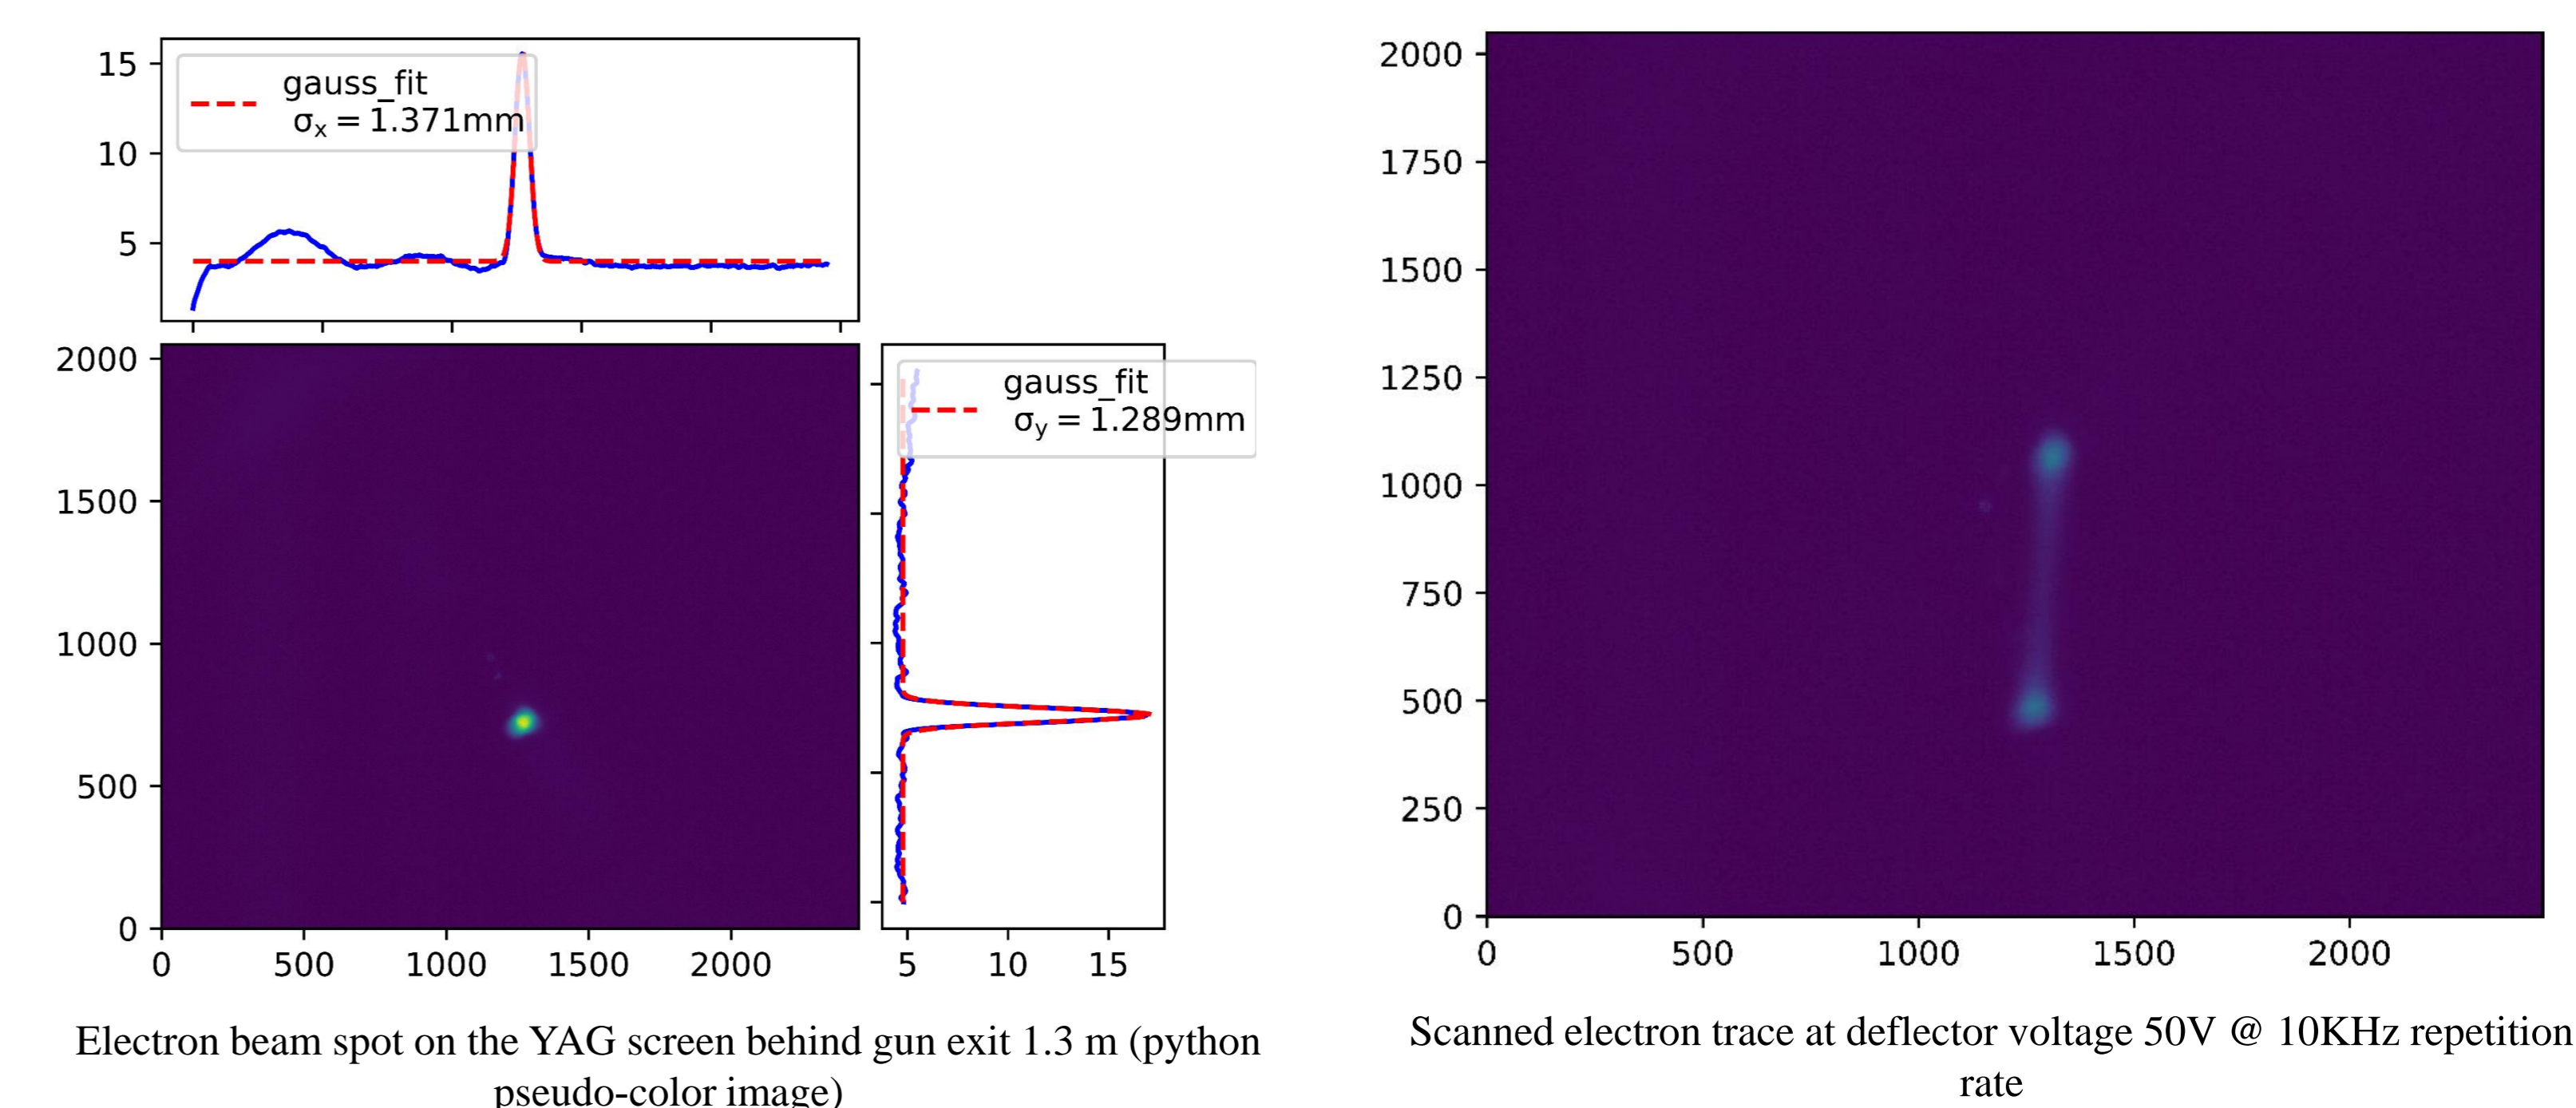 15
10
5
gauss_fit
σx = 1.371mm
2000
1500
1000
500
0
0 500 1000 1500 2000
gauss_fit
σy = 1.289mm
5 10 15
Electron beam spot on the YAG screen behind gun exit 1.3 m (python
pseudo-color image)
2000
1750
1500
1250
1000
750
500
250
0
0 500 1000 1500 2000
Scanned electron trace at deflector voltage 50V @ 10KHz repetition
rate